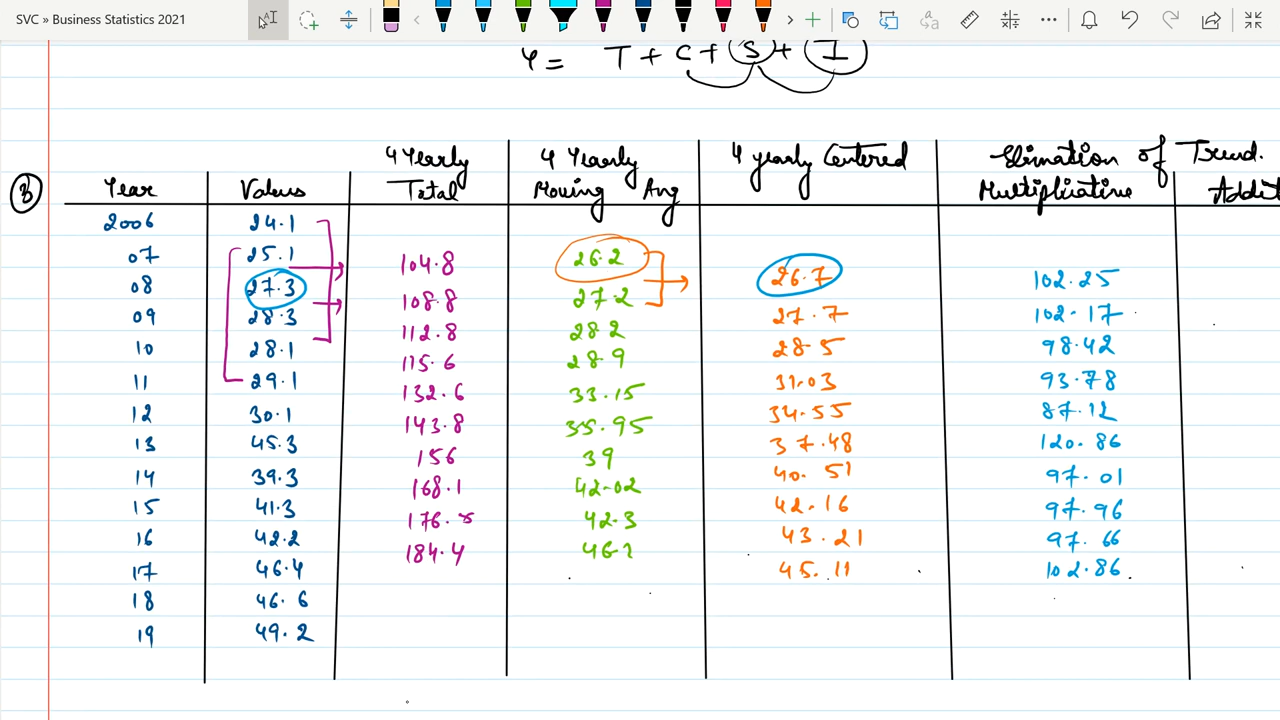 SVC » Business Statistics 2021
Y = T + C + S + I
4 Yearly 4 Yearly 4 yearly Centered Elimation of Trend.
3 Year Values Total Moving Avg Multiplicative Addit
2006 24.1
07 25.1 104.8 26.2
08 27.3 108.8 27.2 26.7 102.25
09 28.3 112.8 28.2 27.7 102.17
10 28.1 115.6 28.9 28.5 98.42
11 29.1 132.6 33.15 31.03 93.78
12 30.1 143.8 35.95 34.55 87.12
13 45.3 156 39 37.48 120.86
14 39.3 168.1 42.02 40.51 97.01
15 41.3 42.3 42.16 97.96
16 42.2 184.4 43.21 97.66
17 46.4 45.11 102.86
18 46.6
19 49.2